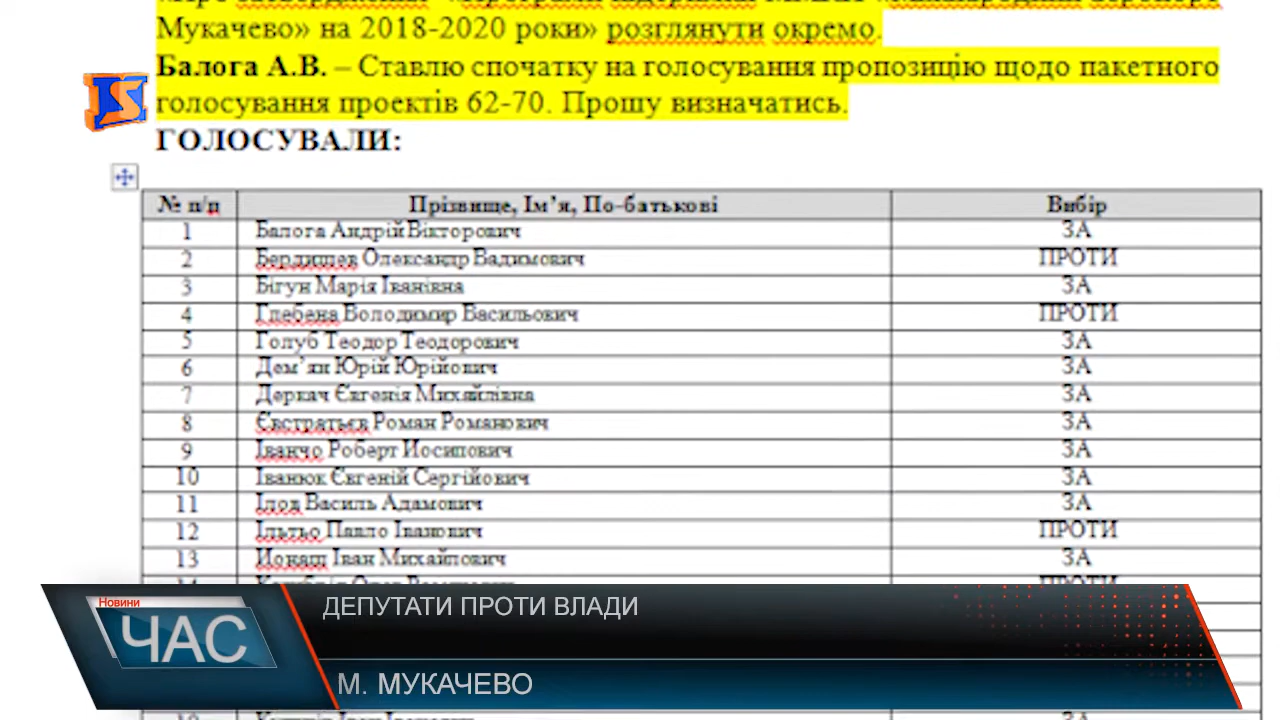 Мукачево» на 2018-2020 роки» розглянути окремо.
Балога А.В. – Ставлю спочатку на голосування пропозицію щодо пакетного
голосування проектів 62-70. Прошу визначатись.
ГОЛОСУВАЛИ:
№ п/п Прізвище, Ім’я, По-батькові Вибір
1 Балога Андрій Вікторович ЗА
2 Бердишев Олександр Вадимович ПРОТИ
3 Бігун Марія Іванівна ЗА
4 Глебена Володимир Васильович ПРОТИ
5 Голуб Теодор Теодорович ЗА
6 Дем’ян Юрій Юрійович ЗА
7 Деркач Євгенія Михайлівна ЗА
8 Євстратьєв Роман Романович ЗА
9 Іванчо Роберт Йосипович ЗА
10 Іванюк Євгеній Сергійович ЗА
11 Ілод Василь Адамович ЗА
12 Ільтьо Павло Іванович ПРОТИ
13 Йонаш Іван Михайлович ЗА
Новини
ЧАС
ДЕПУТАТИ ПРОТИ ВЛАДИ
М. МУКАЧЕВО